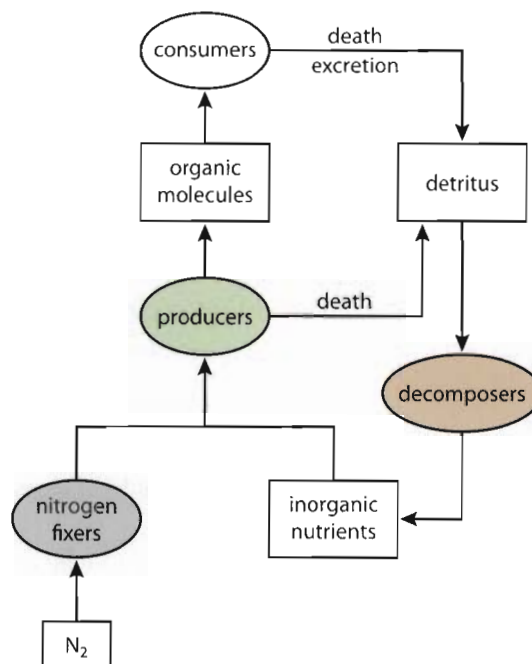 consumers
death
excretion
organic
molecules
detritus
producers
death
decomposers
nitrogen
fixers
inorganic
nutrients
N₂